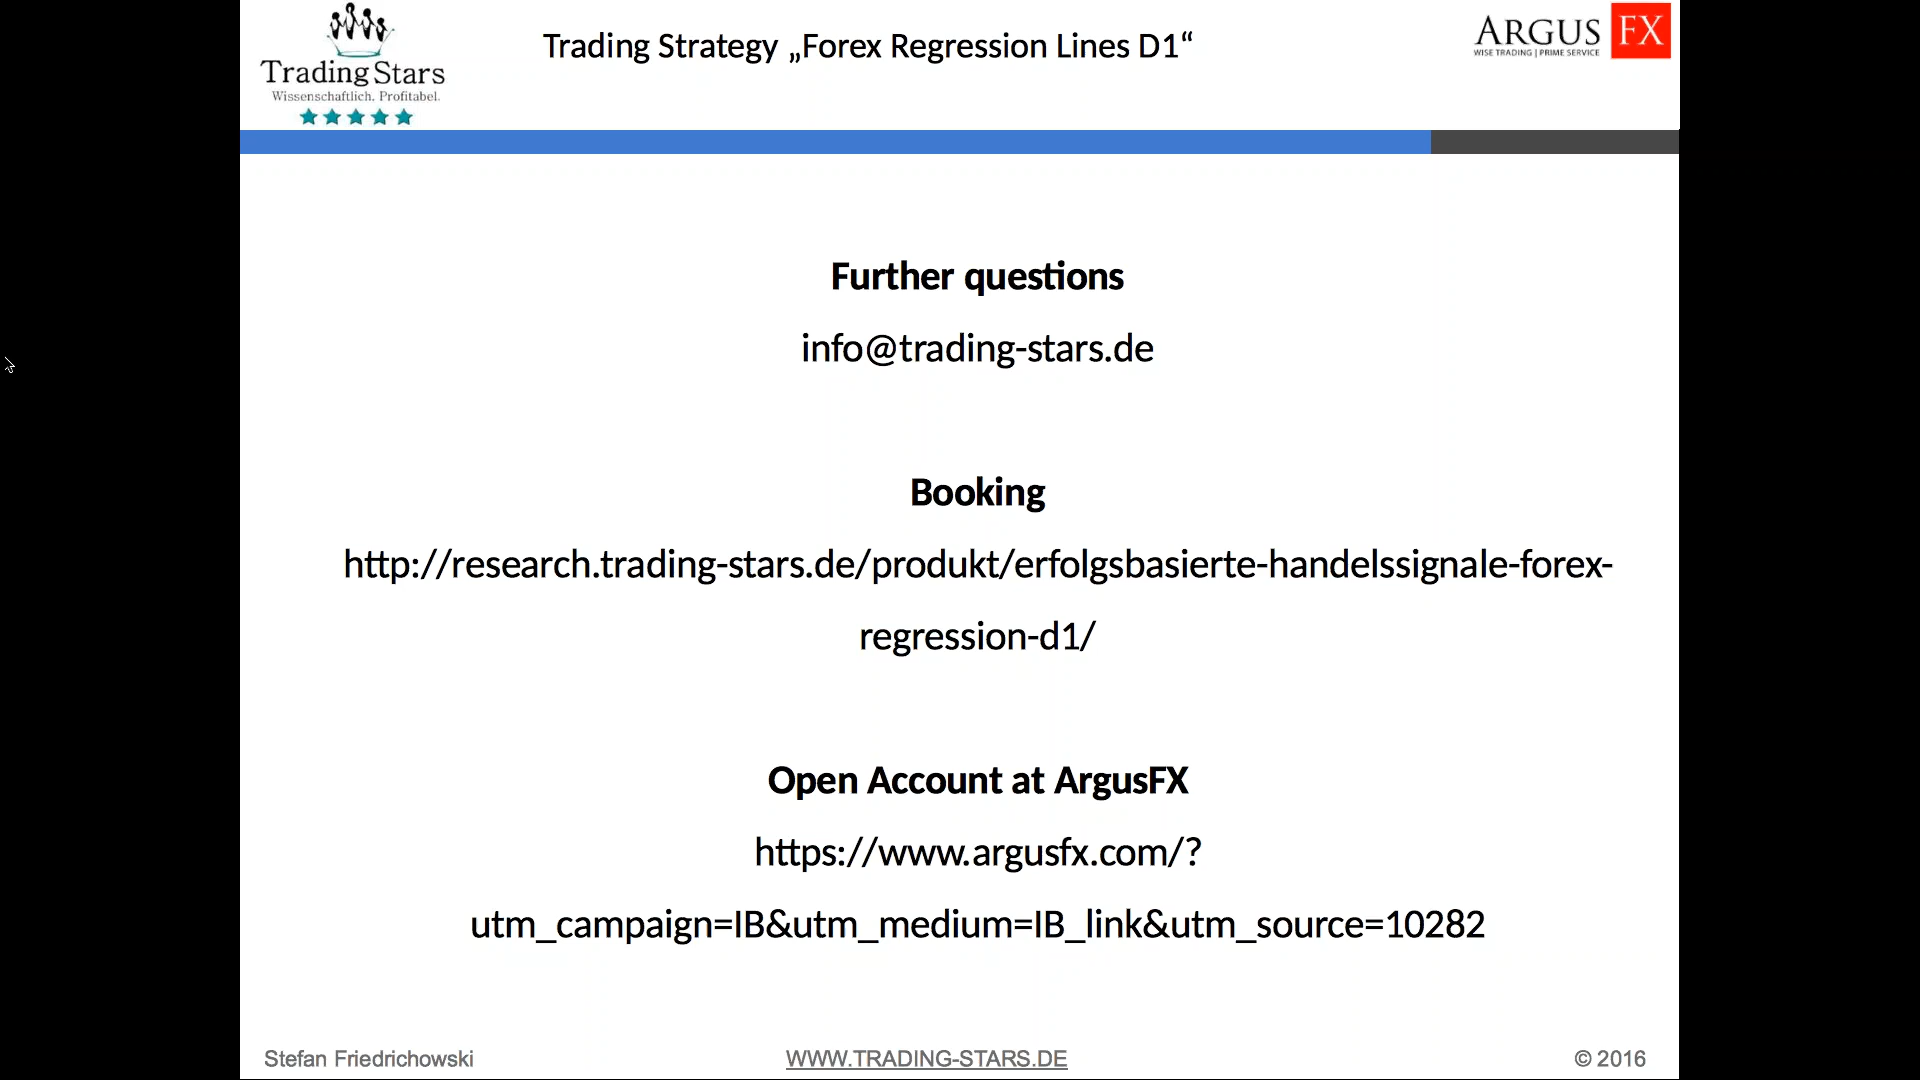 Trading Stars
Wissenschaftlich. Profitabel.
Trading Strategy „Forex Regression Lines D1“
ARGUS FX
WISE TRADING | PRIME SERVICE
Further questions
info@trading-stars.de
Booking
http://research.trading-stars.de/produkt/erfolgsbasierte-handelssignale-forex-
regression-d1/
Open Account at ArgusFX
https://www.argusfx.com/?
utm_campaign=IB&utm_medium=IB_link&utm_source=10282
Stefan Friedrichowski
WWW.TRADING-STARS.DE
© 2016